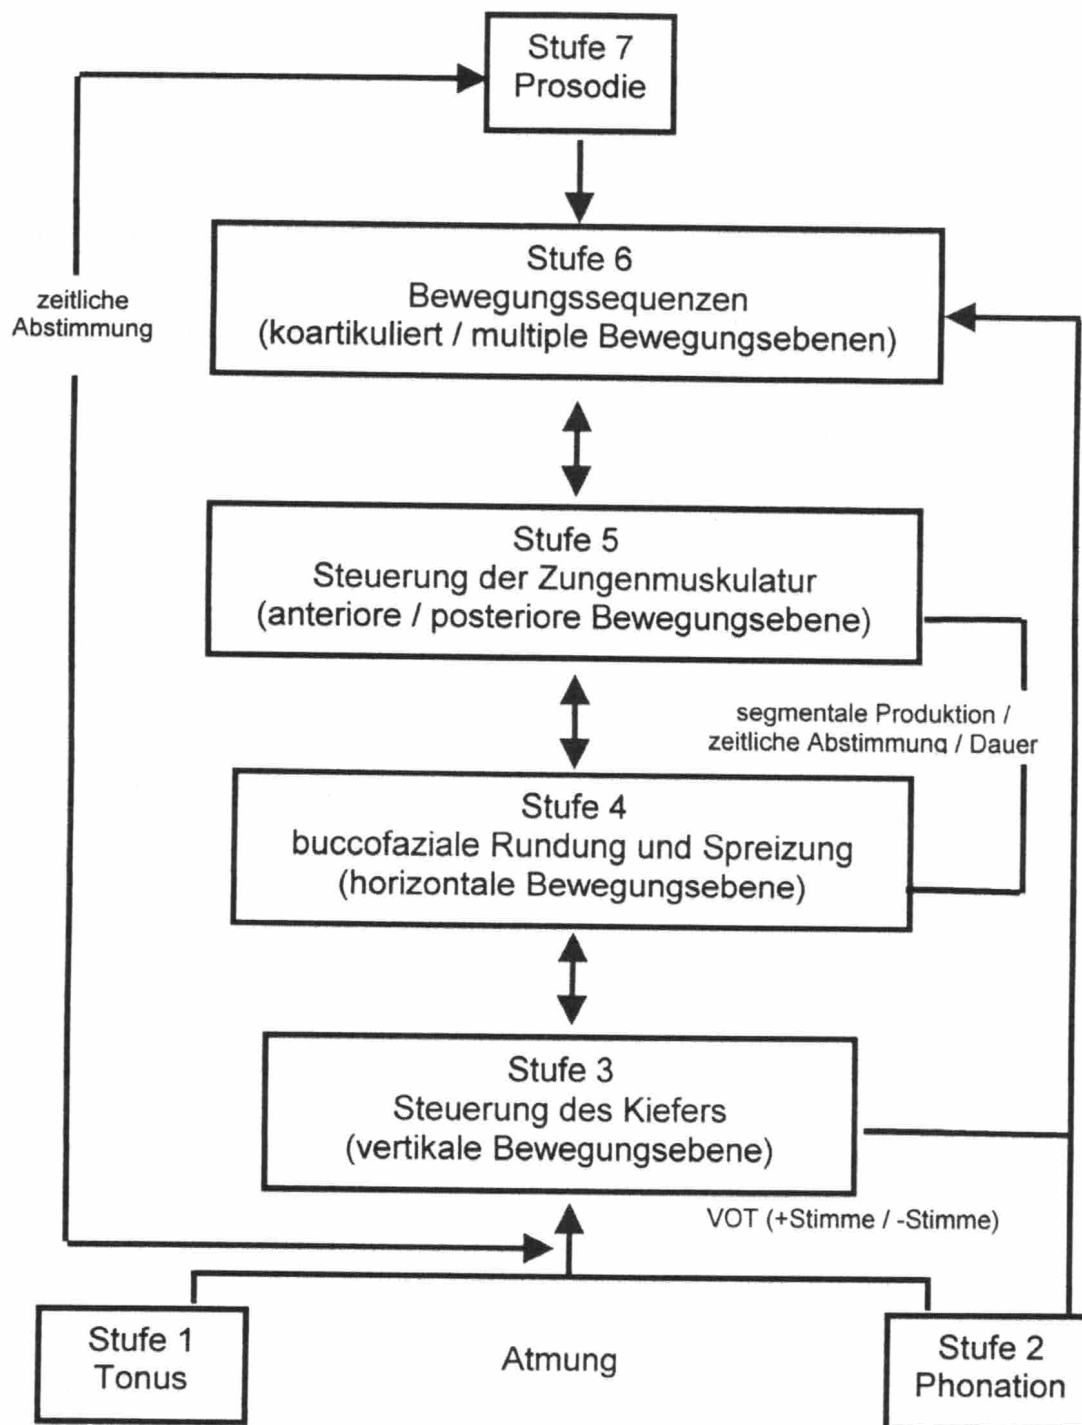 Stufe 7
Prosodie
Stufe 6
Bewegungssequenzen
(koartikuliert / multiple Bewegungsebenen)
zeitliche
Abstimmung
Stufe 5
Steuerung der Zungenmuskulatur
(anteriore / posteriore Bewegungsebene)
segmentale Produktion /
zeitliche Abstimmung / Dauer
Stufe 4
buccofaziale Rundung und Spreizung
(horizontale Bewegungsebene)
Stufe 3
Steuerung des Kiefers
(vertikale Bewegungsebene)
VOT (+Stimme / -Stimme)
Stufe 1
Tonus
Atmung
Stufe 2
Phonation